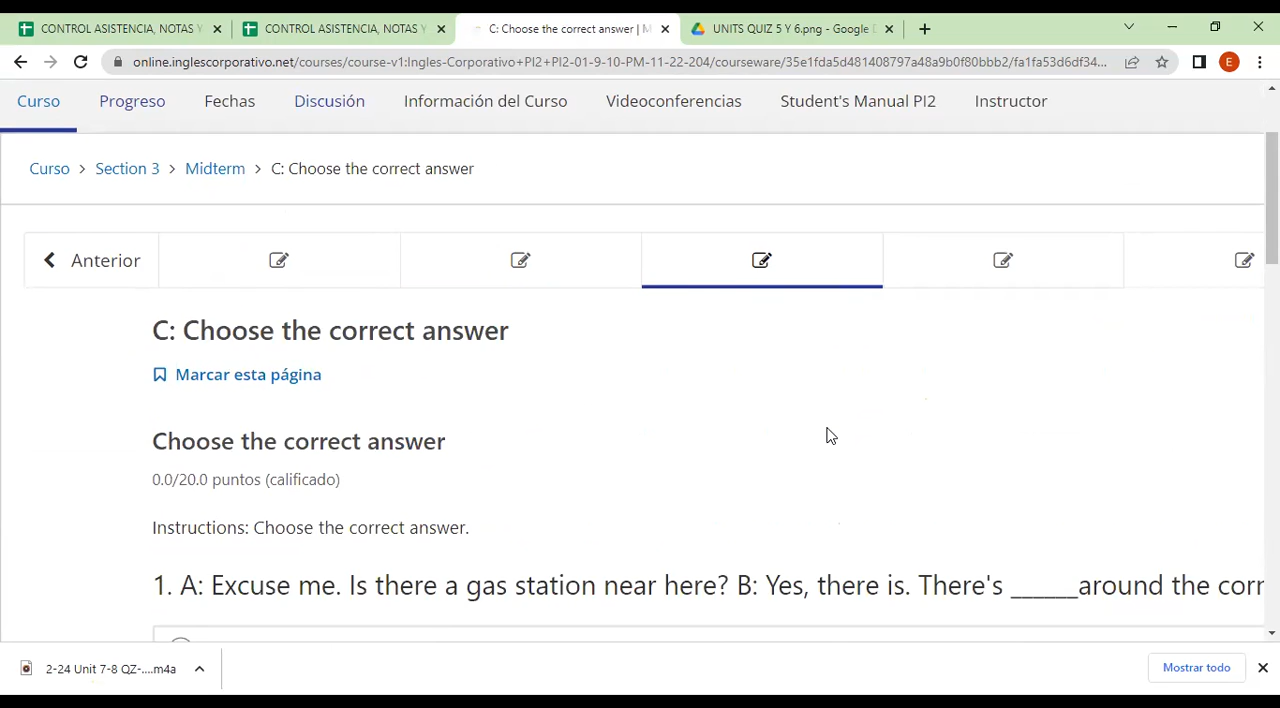 CONTROL ASISTENCIA, NOTAS Y
CONTROL ASISTENCIA, NOTAS Y
C: Choose the correct answer | M
UNITS QUIZ 5 Y 6.png - Google D
online.inglescorporativo.net/courses/course-v1:Ingles-Corporativo+PI2+PI2-01-9-10-PM-11-22-204/courseware/35e1fda5d481408797a48a9b0f80bbb2/fa1fa53d6df34...
E
Curso Progreso Fechas Discusión Información del Curso Videoconferencias Student's Manual PI2 Instructor
Curso > Section 3 > Midterm > C: Choose the correct answer
Anterior
C: Choose the correct answer
Marcar esta página
Choose the correct answer
0.0/20.0 puntos (calificado)
Instructions: Choose the correct answer.
1. A: Excuse me. Is there a gas station near here? B: Yes, there is. There's ______around the corr
2-24 Unit 7-8 QZ-....m4a
Mostrar todo